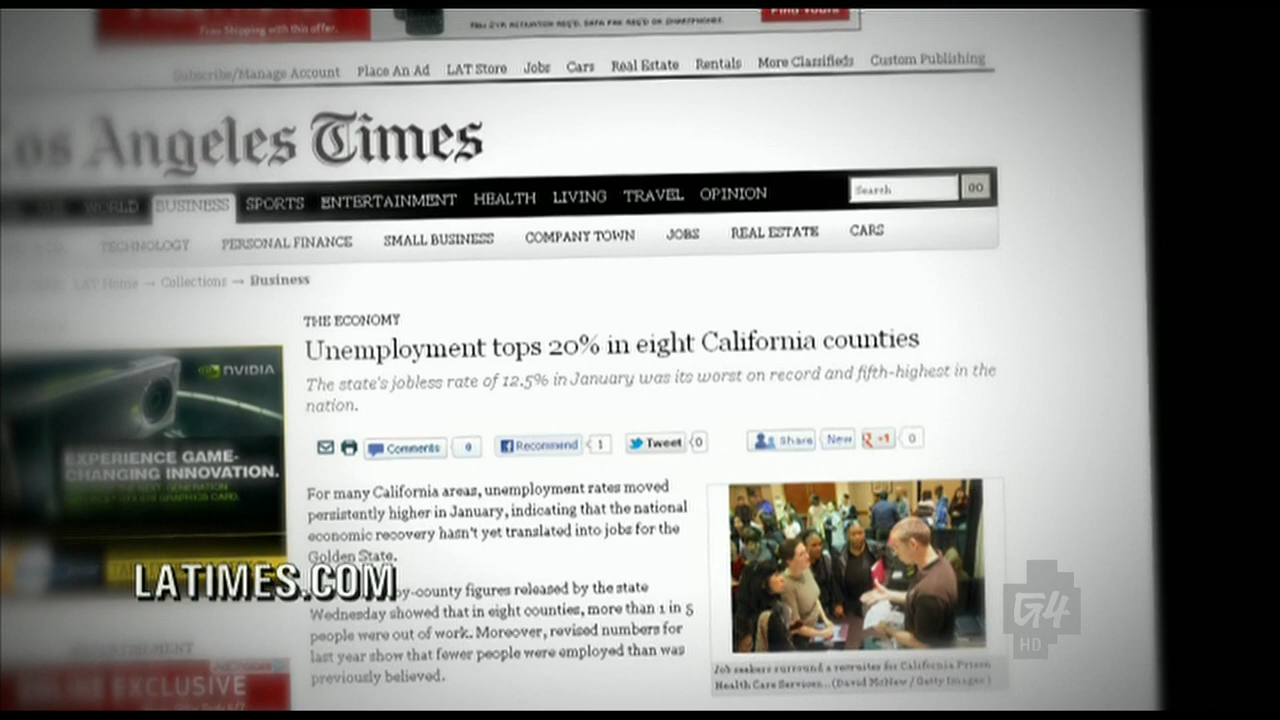 Free Shipping with this offer.
Subscribe/Manage Account Place An Ad LAT Store Jobs Cars Real Estate Rentals More Classifieds Custom Publishing
Los Angeles Times
WORLD BUSINESS SPORTS ENTERTAINMENT HEALTH LIVING TRAVEL OPINION Search GO
TECHNOLOGY PERSONAL FINANCE SMALL BUSINESS COMPANY TOWN JOBS REAL ESTATE CARS
LAT Home → Collections → Business
THE ECONOMY
Unemployment tops 20% in eight California counties
The state's jobless rate of 12.5% in January was its worst on record and fifth-highest in the
nation.
Comments 0 Recommend 1 Tweet 0 Share New +1 0
NVIDIA
EXPERIENCE GAME-
CHANGING INNOVATION.
For many California areas, unemployment rates moved
persistently higher in January, indicating that the national
economic recovery hasn't yet translated into jobs for the
Golden State.
LATIMES.COM
by-county figures released by the state
Wednesday showed that in eight counties, more than 1 in 5
people were out of work. Moreover, revised numbers for
last year show that fewer people were employed than was
previously believed.
Job seekers surround a recruiter for California Prison
Health Care Services... (David McNew / Getty Images)
EXCLUSIVE
G4
HD